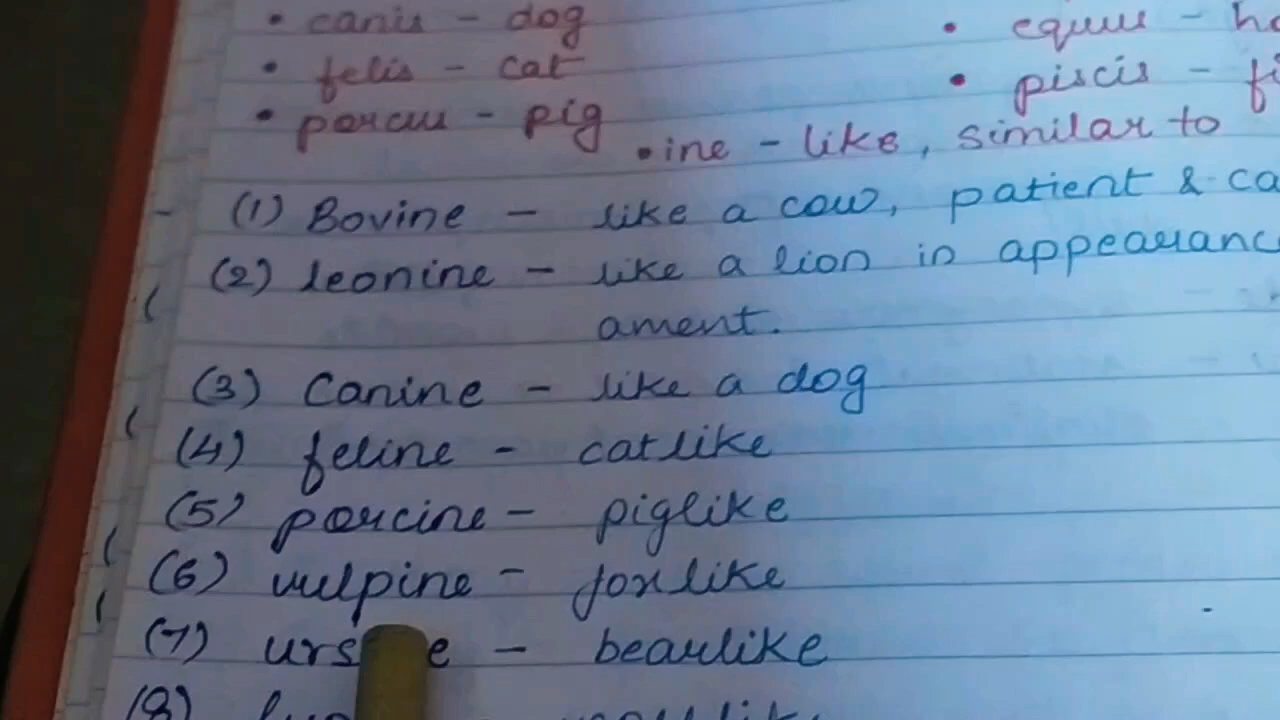 • canis - dog • equus -
• felis - cat • piscis -
• porcus - pig
• ine - like, similar to
(1) Bovine - like a cow, patient &
(2) leonine - like a lion in appearanc
ament.
(3) Canine - like a dog
(4) feline - catlike
(5) porcine - piglike
(6) vulpine - foxlike
(7) urs e - bearlike
(8)